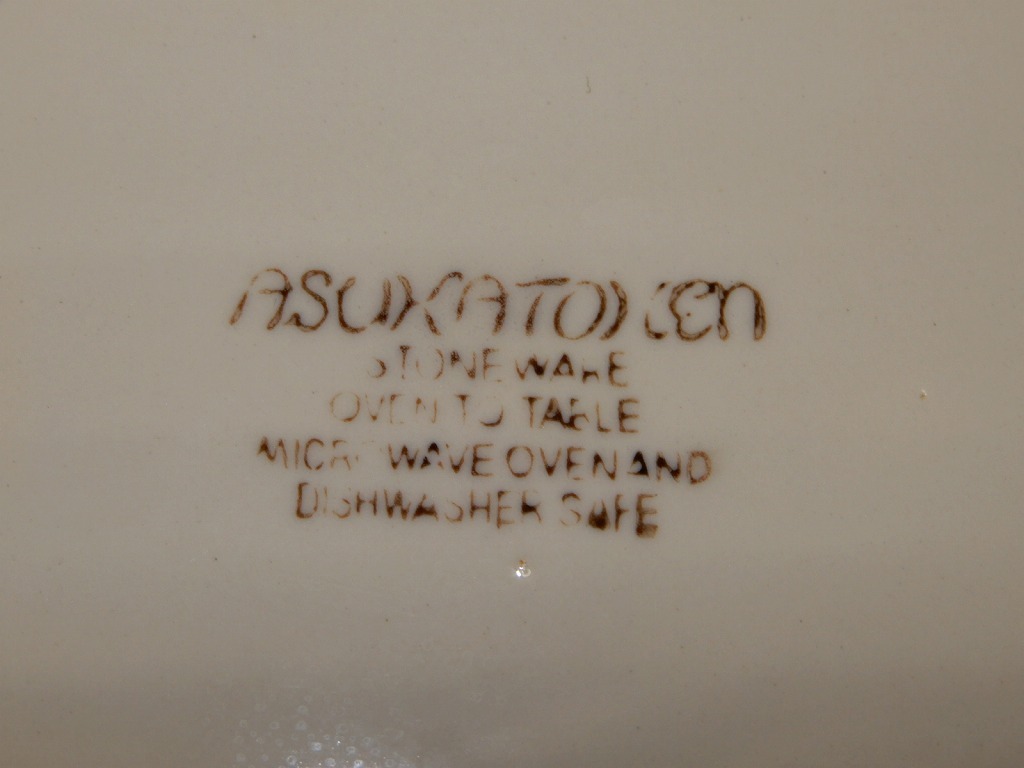 ASUKATOKEN
STONEWARE
OVEN TO TABLE
MICROWAVE OVEN AND
DISHWASHER SAFE